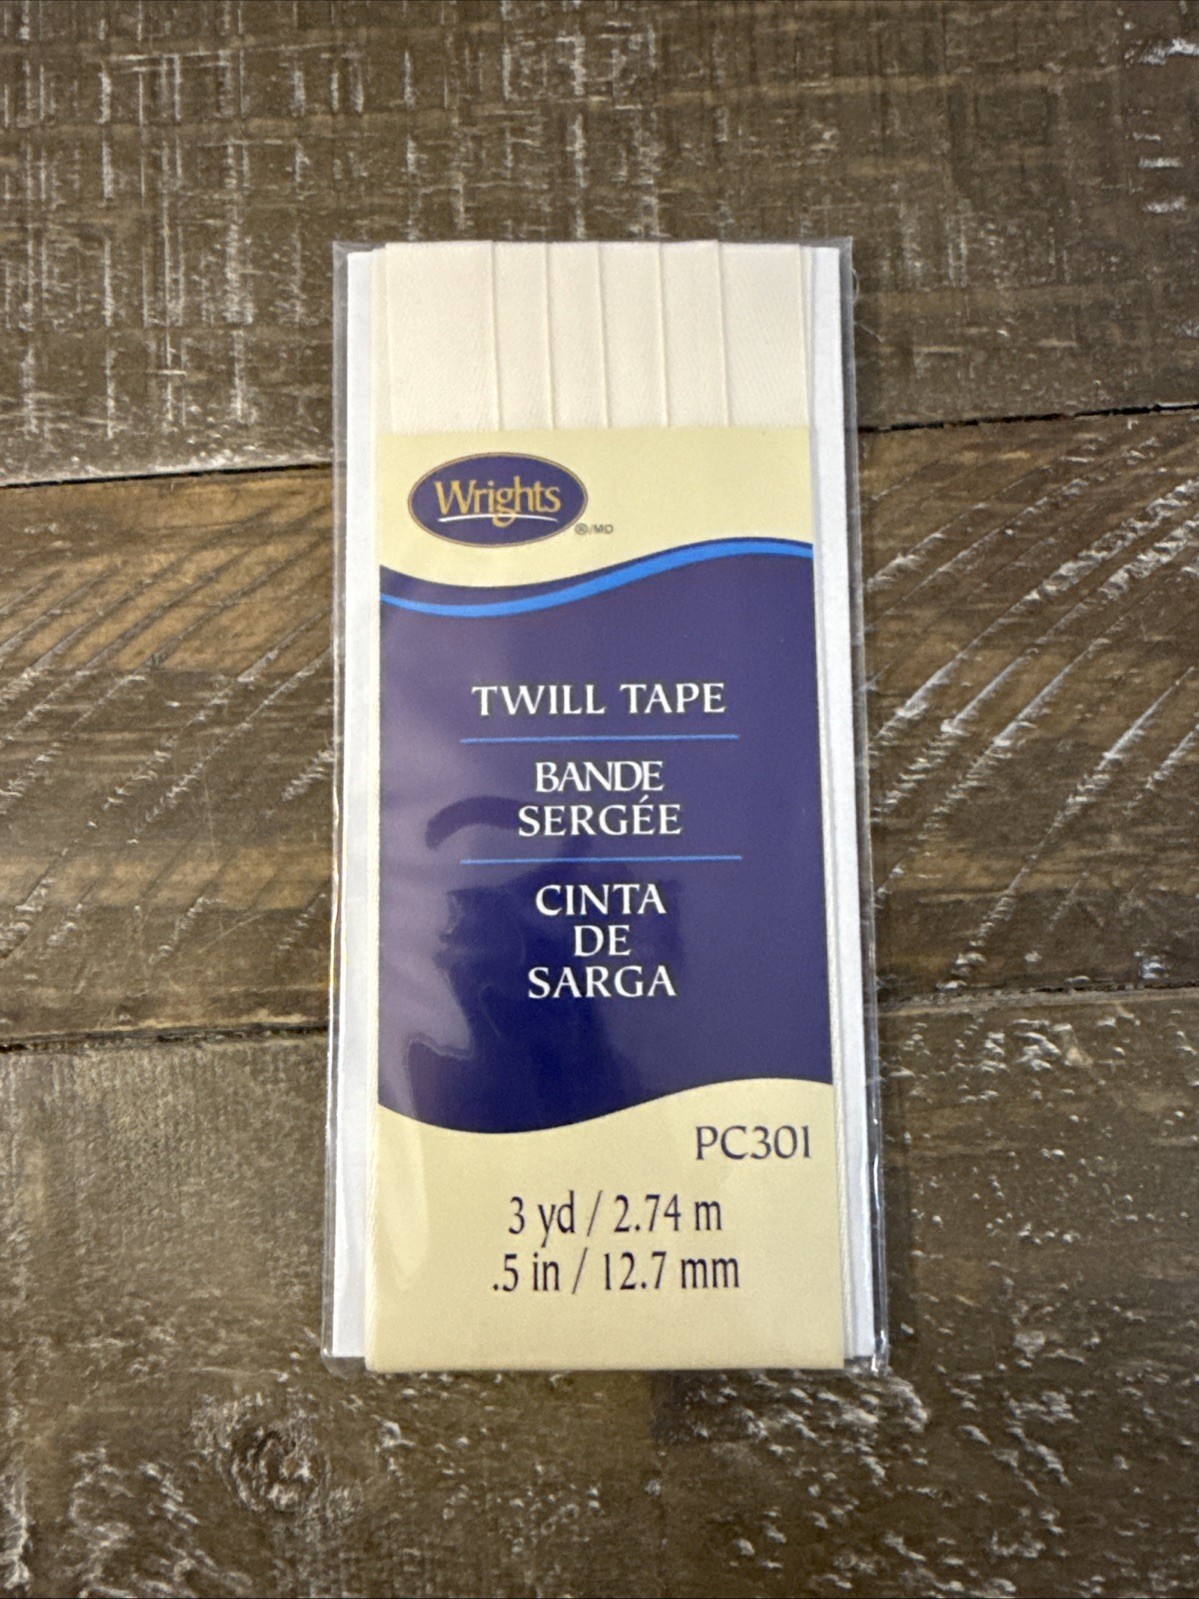 Wrights
®/MD
TWILL TAPE
BANDE
SERGÉE
CINTA
DE
SARGA
PC301
3 yd / 2.74 m
.5 in / 12.7 mm